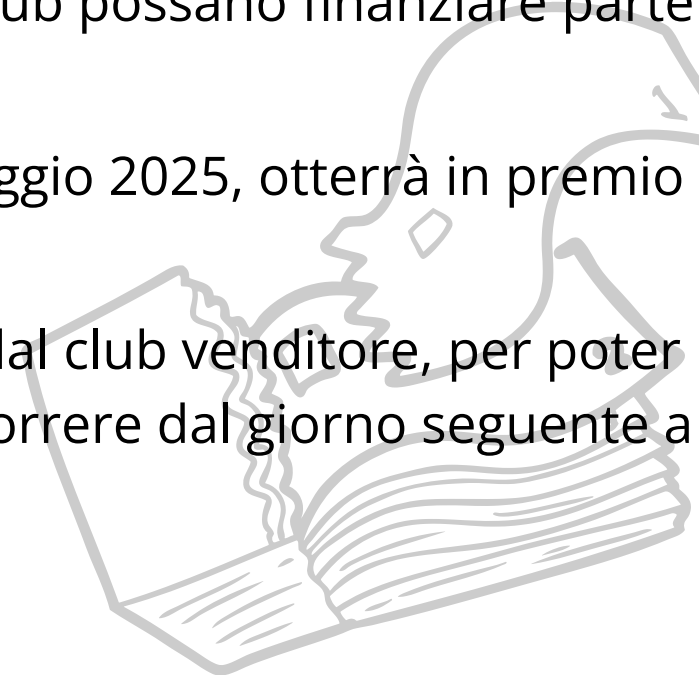 ub possano finanziare parte
ggio 2025, otterrà in premio
dal club venditore, per poter
orrere dal giorno seguente a